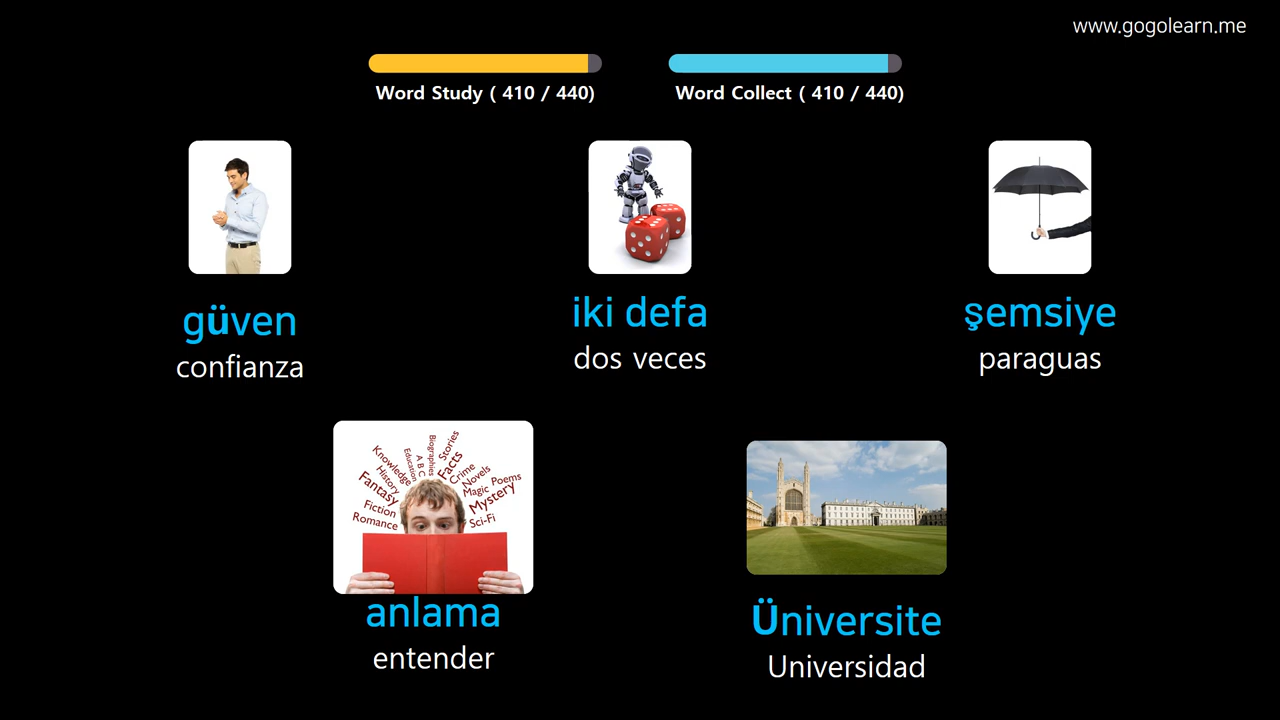 www.gogolearn.me
Word Study ( 410 / 440)
Word Collect ( 410 / 440)
güven
confianza
iki defa
dos veces
şemsiye
paraguas
Knowledge
History
Fantasy
Fiction
Romance
Education
A B C
Biographies
Stories
Facts
Crime
Novels
Magic
Poems
Mystery
Sci-Fi
anlama
entender
Üniversite
Universidad